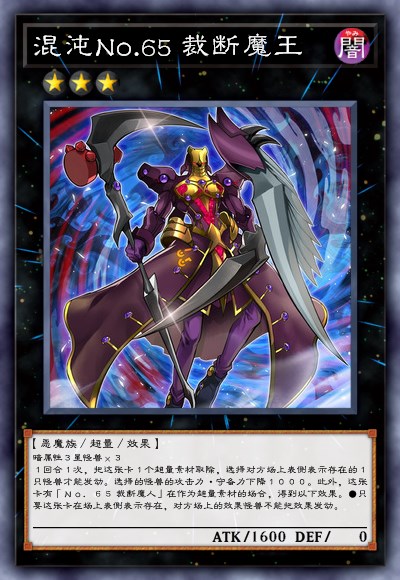 混沌No.65 裁断魔王
やみ
闇
【恶魔族/超量/效果】
暗属性3星怪兽×3
1回合1次,把这张卡1个超量素材取除,选择对方场上表侧表示存在的1
只怪兽才能发动。选择的怪兽的攻击力·守备力下降1000。此外,这张
卡有「No.65 裁断魔人」在作为超量素材的场合,得到以下效果。●只
要这张卡在场上表侧表示存在,对方场上的效果怪兽不能把效果发动。
ATK/1600 DEF/ 0